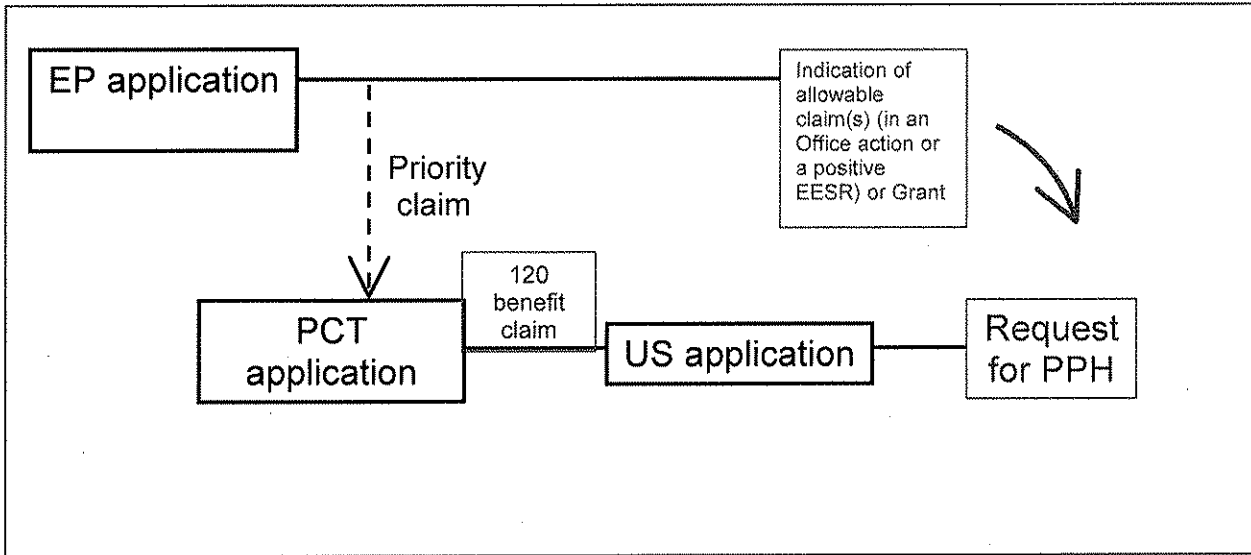 EP application
Indication of
allowable
claim(s) (in an
Office action or
a positive
EESR) or Grant
Priority
claim
120
benefit
claim
PCT
application
US application
Request
for PPH